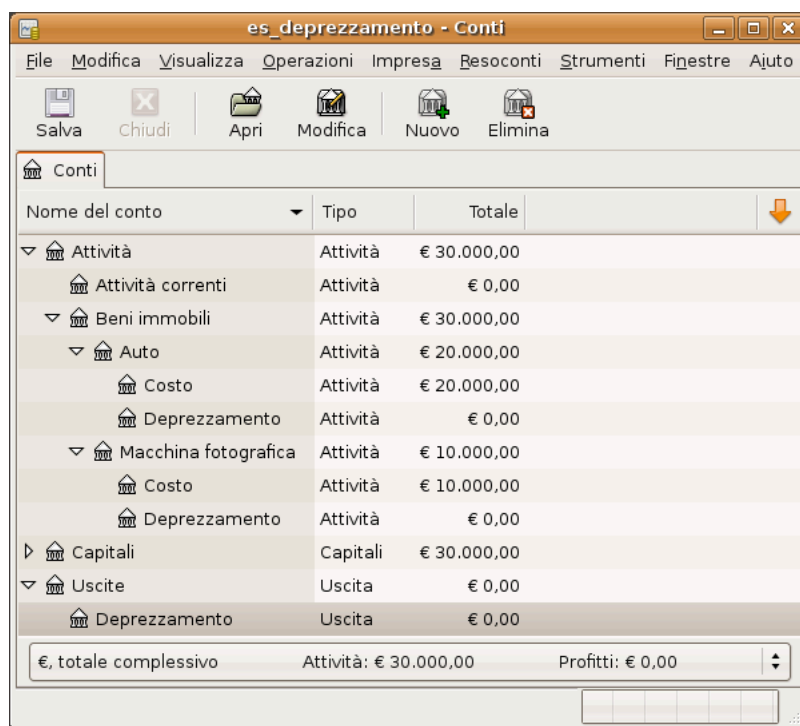 es_deprezzamento - Conti
File Modifica Visualizza Operazioni Impresa Resoconti Strumenti Finestre Aiuto
Salva Chiudi Apri Modifica Nuovo Elimina
Conti
Nome del conto Tipo Totale
Attività Attività € 30.000,00
Attività correnti Attività € 0,00
Beni immobili Attività € 30.000,00
Auto Attività € 20.000,00
Costo Attività € 20.000,00
Deprezzamento Attività € 0,00
Macchina fotografica Attività € 10.000,00
Costo Attività € 10.000,00
Deprezzamento Attività € 0,00
Capitali Capitali € 30.000,00
Uscite Uscita € 0,00
Deprezzamento Uscita € 0,00
€, totale complessivo Attività: € 30.000,00 Profitti: € 0,00